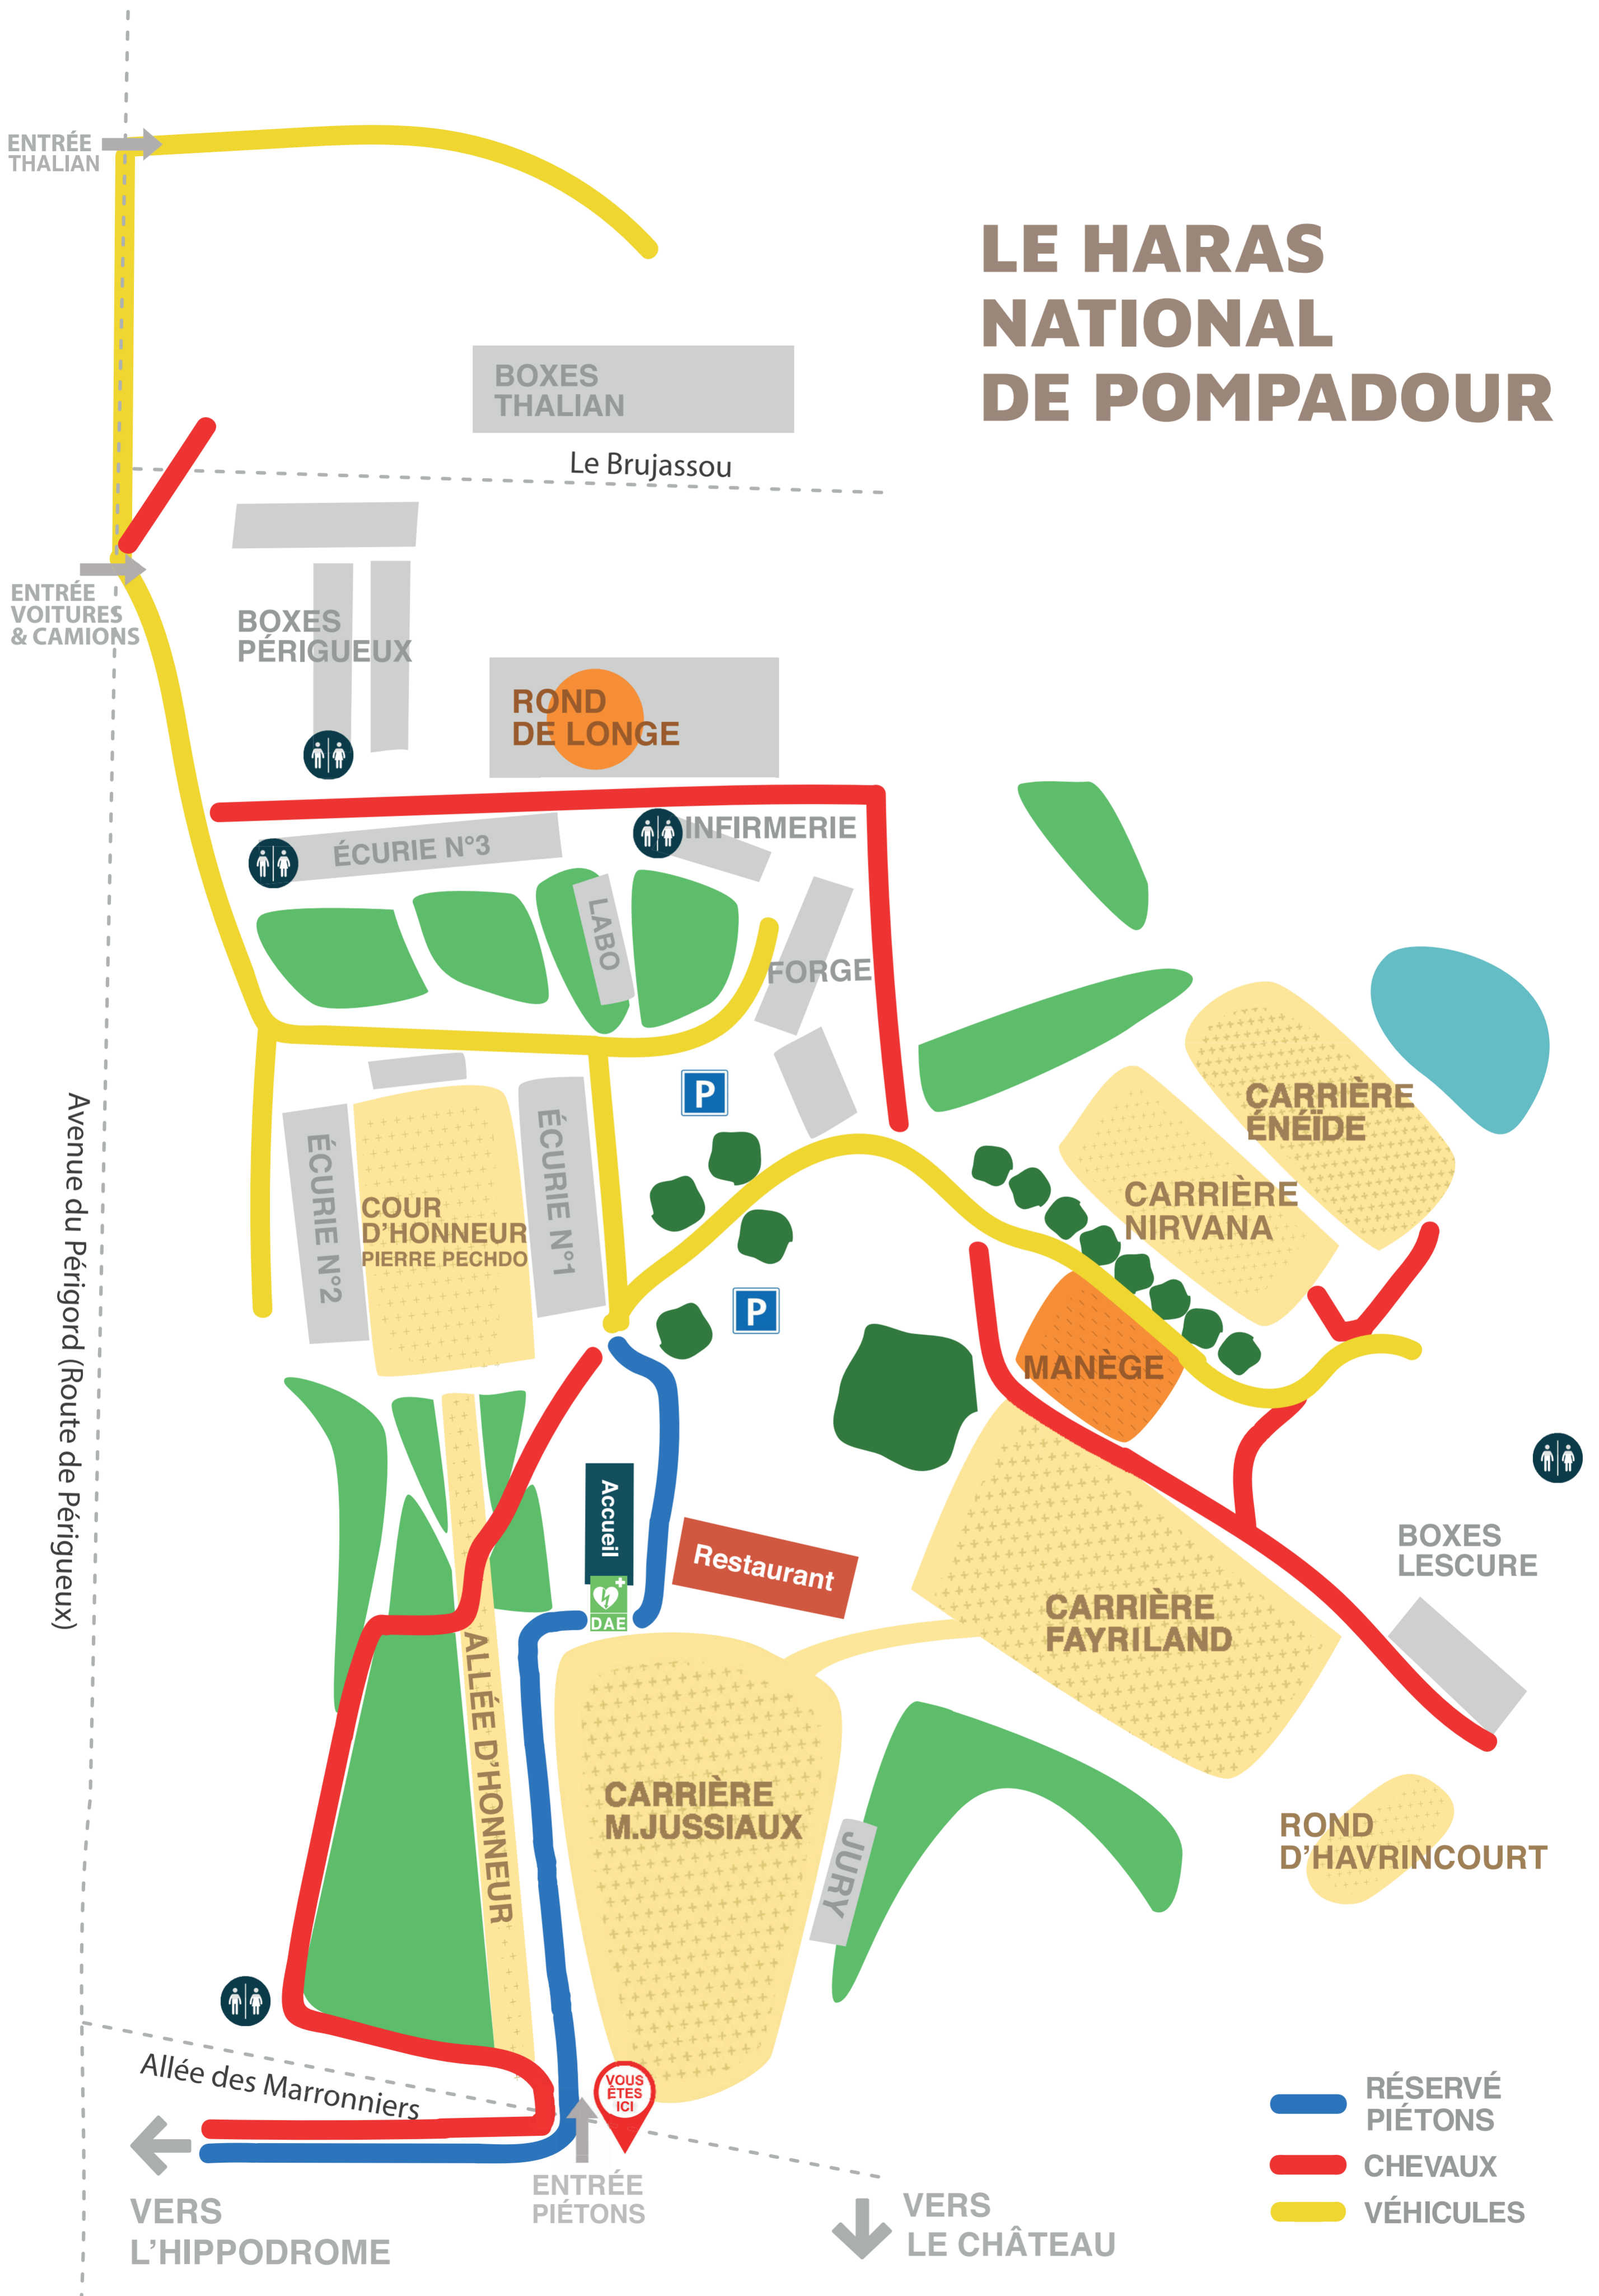 ENTRÉE
THALIAN
LE HARAS
NATIONAL
DE POMPADOUR
BOXES
THALIAN
Le Brujassou
ENTRÉE
VOITURES
& CAMIONS
BOXES
PÉRIGUEUX
ROND
DE LONGE
INFIRMERIE
ÉCURIE N°3
LABO
FORGE
P
CARRIÈRE
ÉNÉÏDE
CARRIÈRE
NIRVANA
ÉCURIE N°2
COUR
D'HONNEUR
PIERRE PECHDO
ÉCURIE N°1
P
MANÈGE
Avenue du Périgord (Route de Périgueux)
Accueil
DAE
Restaurant
BOXES
LESCURE
CARRIÈRE
FAYRILAND
ALLÉE D'HONNEUR
CARRIÈRE
M.JUSSIAUX
JURY
ROND
D'HAVRINCOURT
Allée des Marronniers
VOUS
ÊTES
ICI
ENTRÉE
PIÉTONS
VERS
L'HIPPODROME
VERS
LE CHÂTEAU
RÉSERVÉ
PIÉTONS
CHEVAUX
VÉHICULES